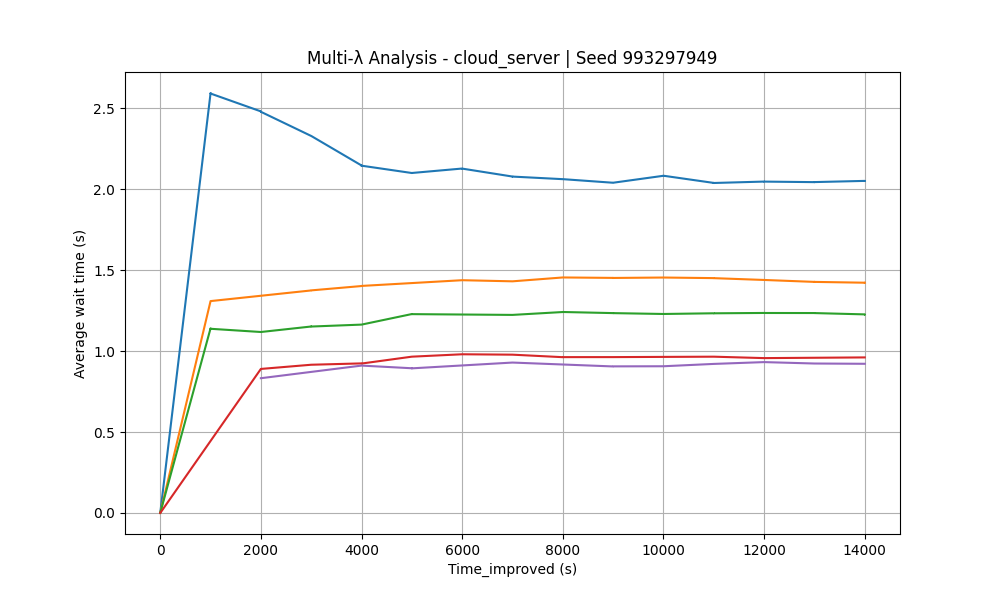 Multi-λ Analysis - cloud_server | Seed 993297949
Average wait time (s)
2.5
2.0
1.5
1.0
0.5
0.0
0 2000 4000 6000 8000 10000 12000 14000
Time_improved (s)